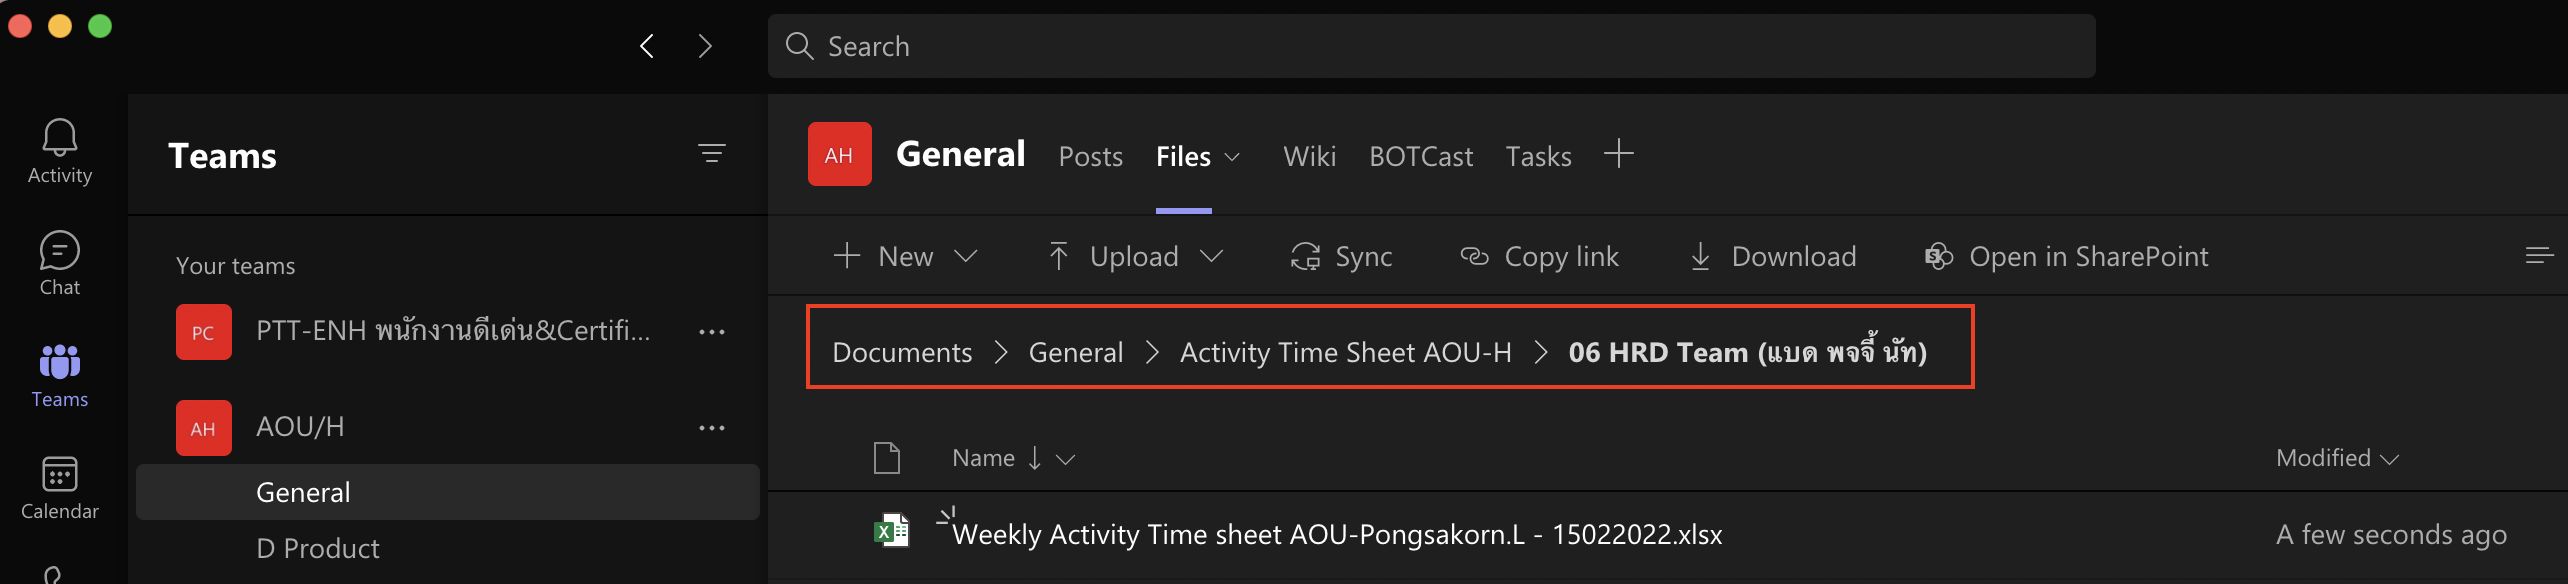 Search
Activity
Chat
Teams
Calendar
Teams
Your teams
PC PTT-ENH พนักงานดีเด่น&Certifi...
AH AOU/H
General
D Product
AH General Posts Files Wiki BOTCast Tasks
New Upload Sync Copy link Download Open in SharePoint
Documents > General > Activity Time Sheet AOU-H > 06 HRD Team (แบด พจจี้ นัท)
Name Modified
Weekly Activity Time sheet AOU-Pongsakorn.L - 15022022.xlsx A few seconds ago